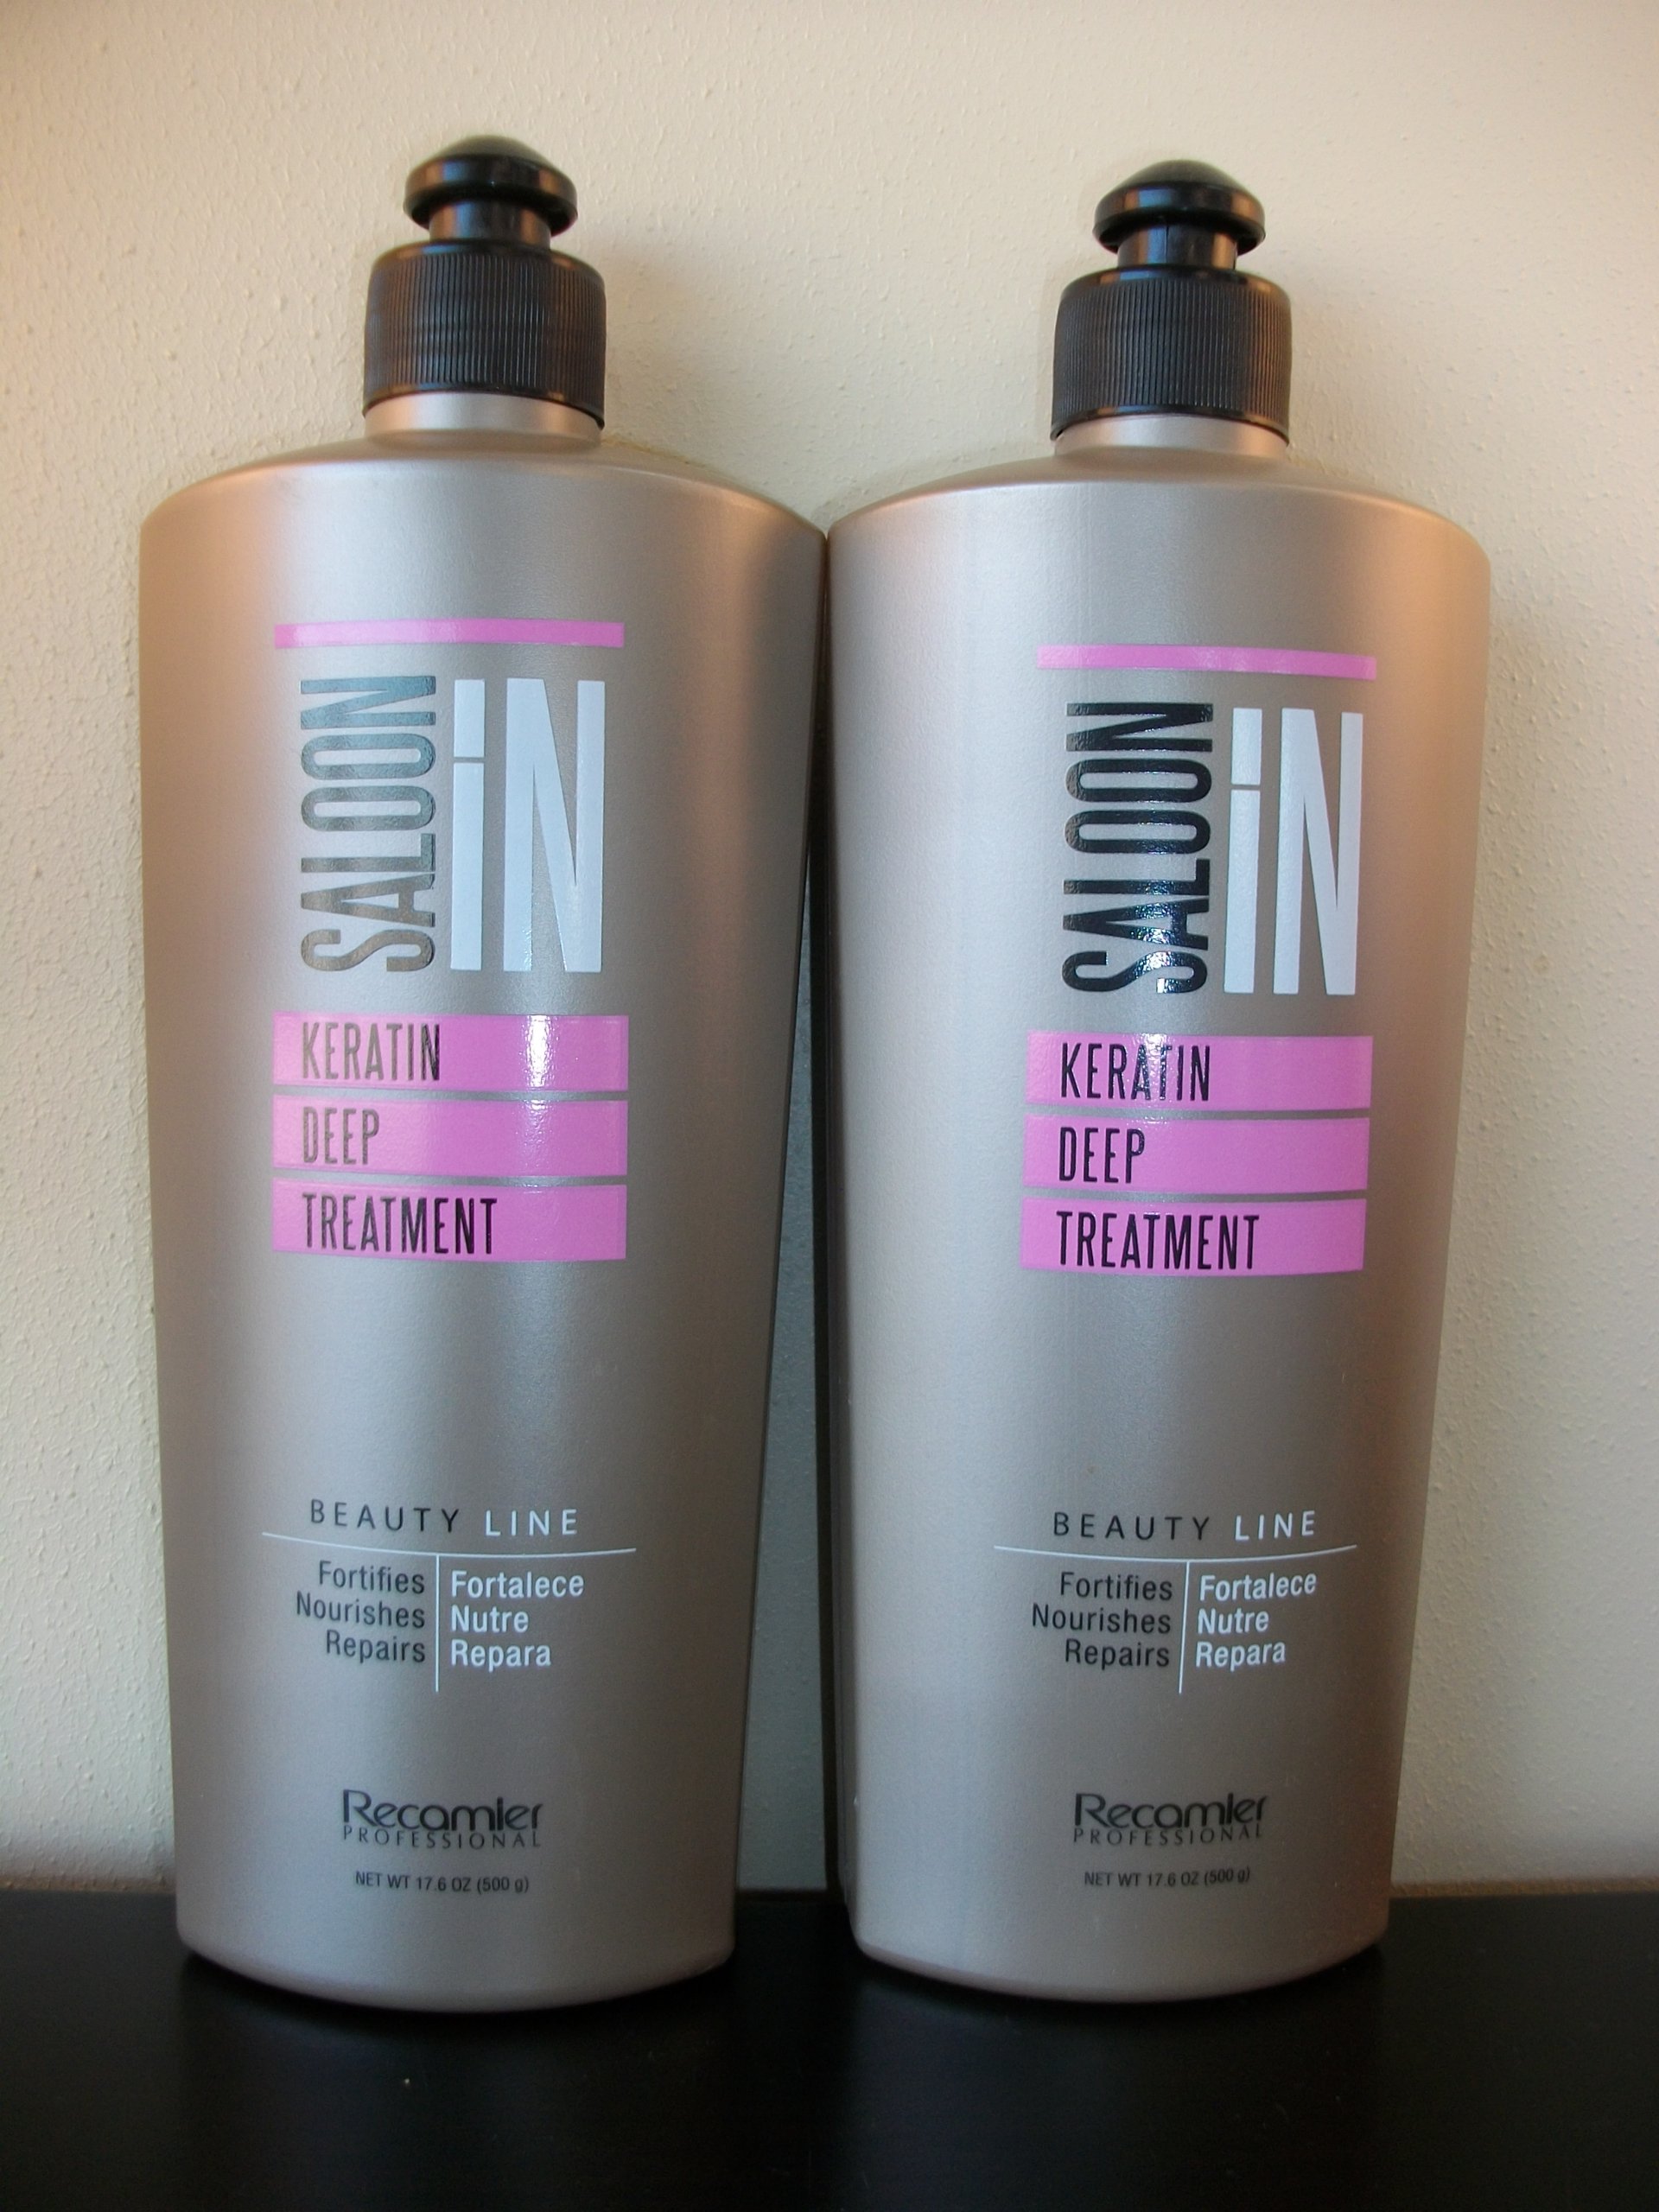 SALOON
iN
KERATIN
DEEP
TREATMENT
BEAUTY LINE
Fortifies
Nourishes
Repairs
Fortalece
Nutre
Repara
Recamier
PROFESSIONAL
NET WT 17.6 OZ (500 g)
SALOON
iN
KERATIN
DEEP
TREATMENT
BEAUTY LINE
Fortifies
Nourishes
Repairs
Fortalece
Nutre
Repara
Recamier
PROFESSIONAL
NET WT 17.6 OZ (500 g)